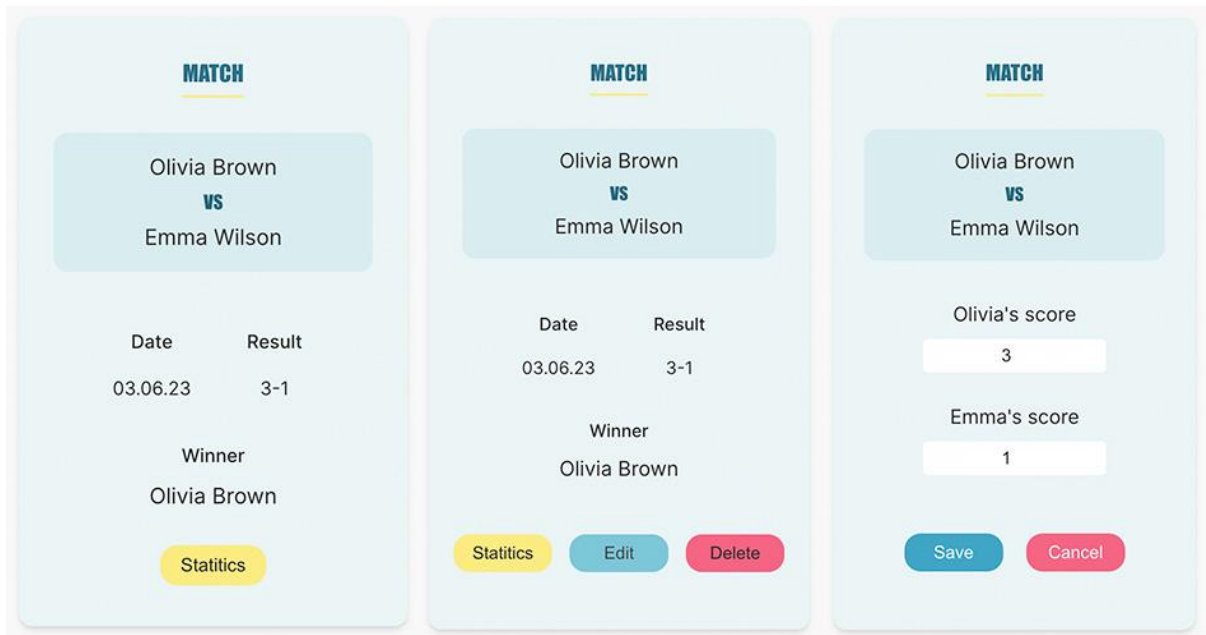 MATCH
Olivia Brown
VS
Emma Wilson
Date Result
03.06.23 3-1
Winner
Olivia Brown
Statitics
MATCH
Olivia Brown
VS
Emma Wilson
Date Result
03.06.23 3-1
Winner
Olivia Brown
Statitics Edit Delete
MATCH
Olivia Brown
VS
Emma Wilson
Olivia's score
3
Emma's score
1
Save Cancel